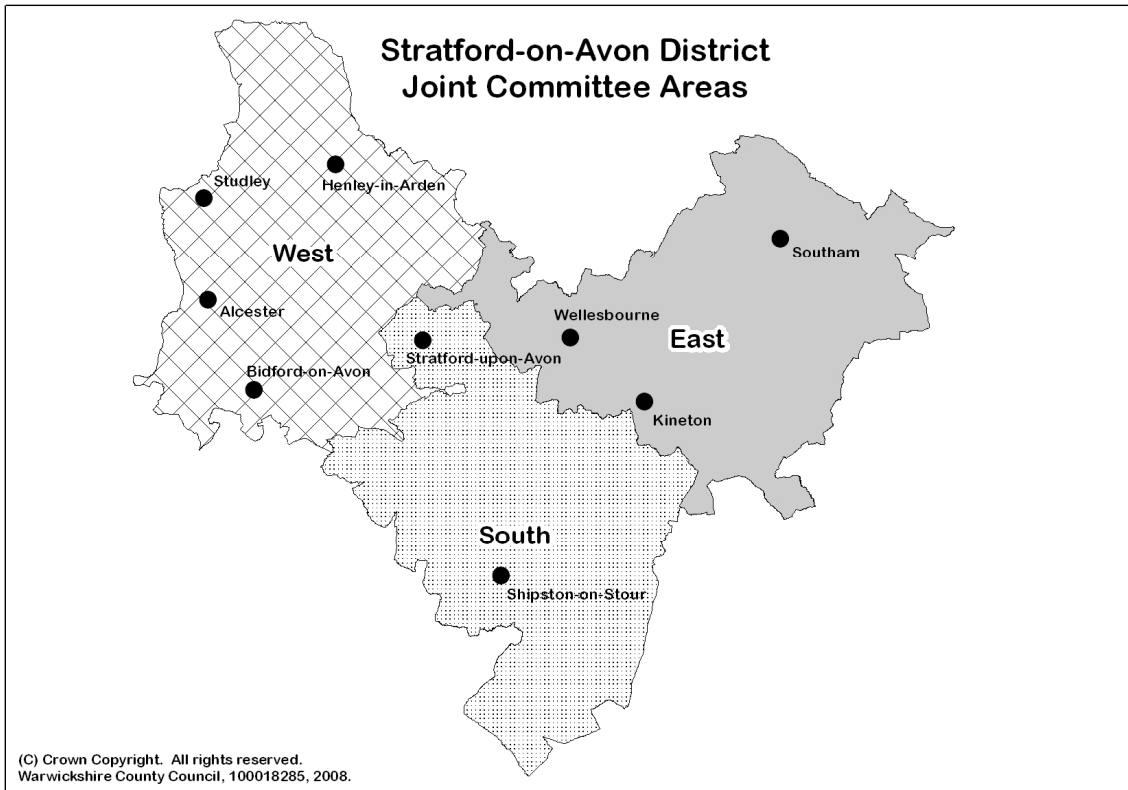 Stratford-on-Avon District
Joint Committee Areas
Studley
Henley-in-Arden
West
Southam
Alcester
Wellesbourne
East
Stratford-upon-Avon
Bidford-on-Avon
Kineton
South
Shipston-on-Stour
(C) Crown Copyright. All rights reserved.
Warwickshire County Council, 100018285, 2008.